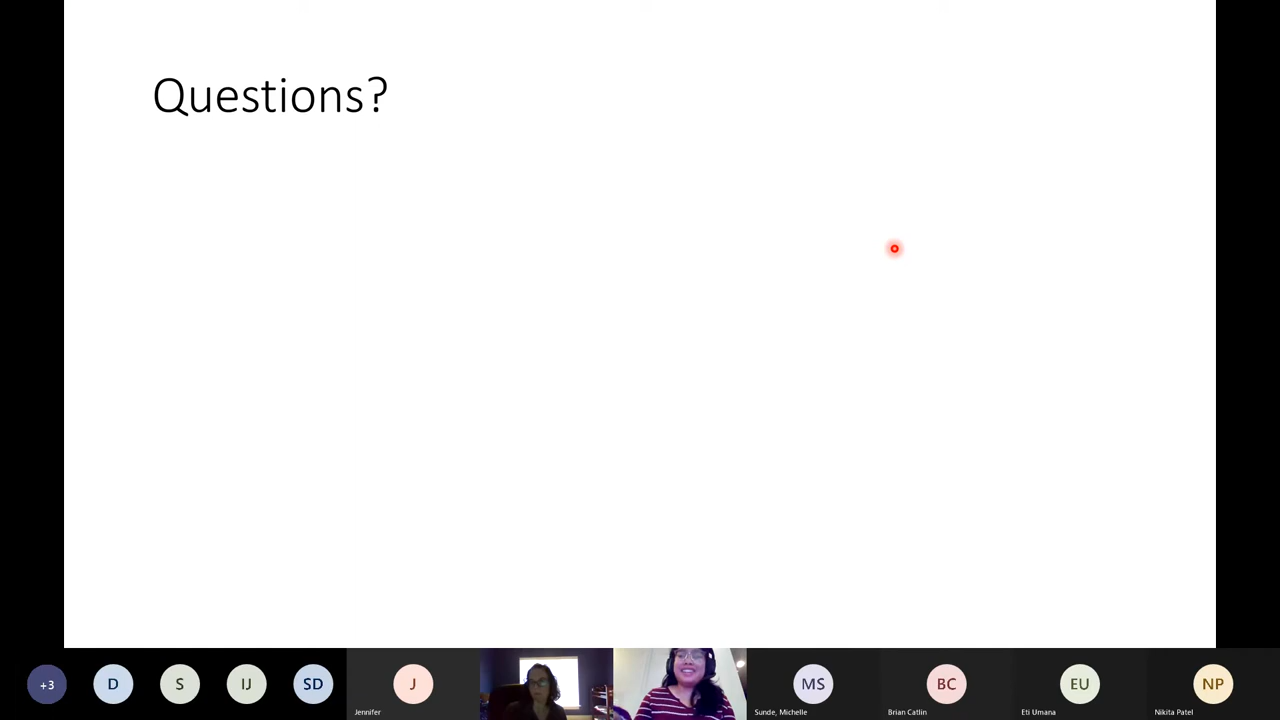 Questions?
+3
D
S
IJ
SD
J
MS
BC
EU
NP
Jennifer
Sunde, Michelle
Brian Catlin
Eti Umana
Nikita Patel